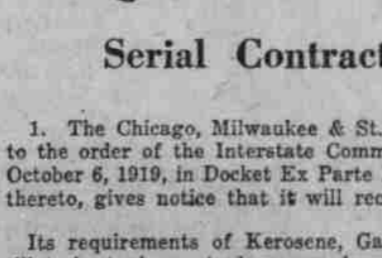 Serial Contract
1. The Chicago, Milwaukee & St.
to the order of the Interstate Comm
October 6, 1919, in Docket Ex Parte
thereto, gives notice that it will rec
Its requirements of Kerosene, Ga